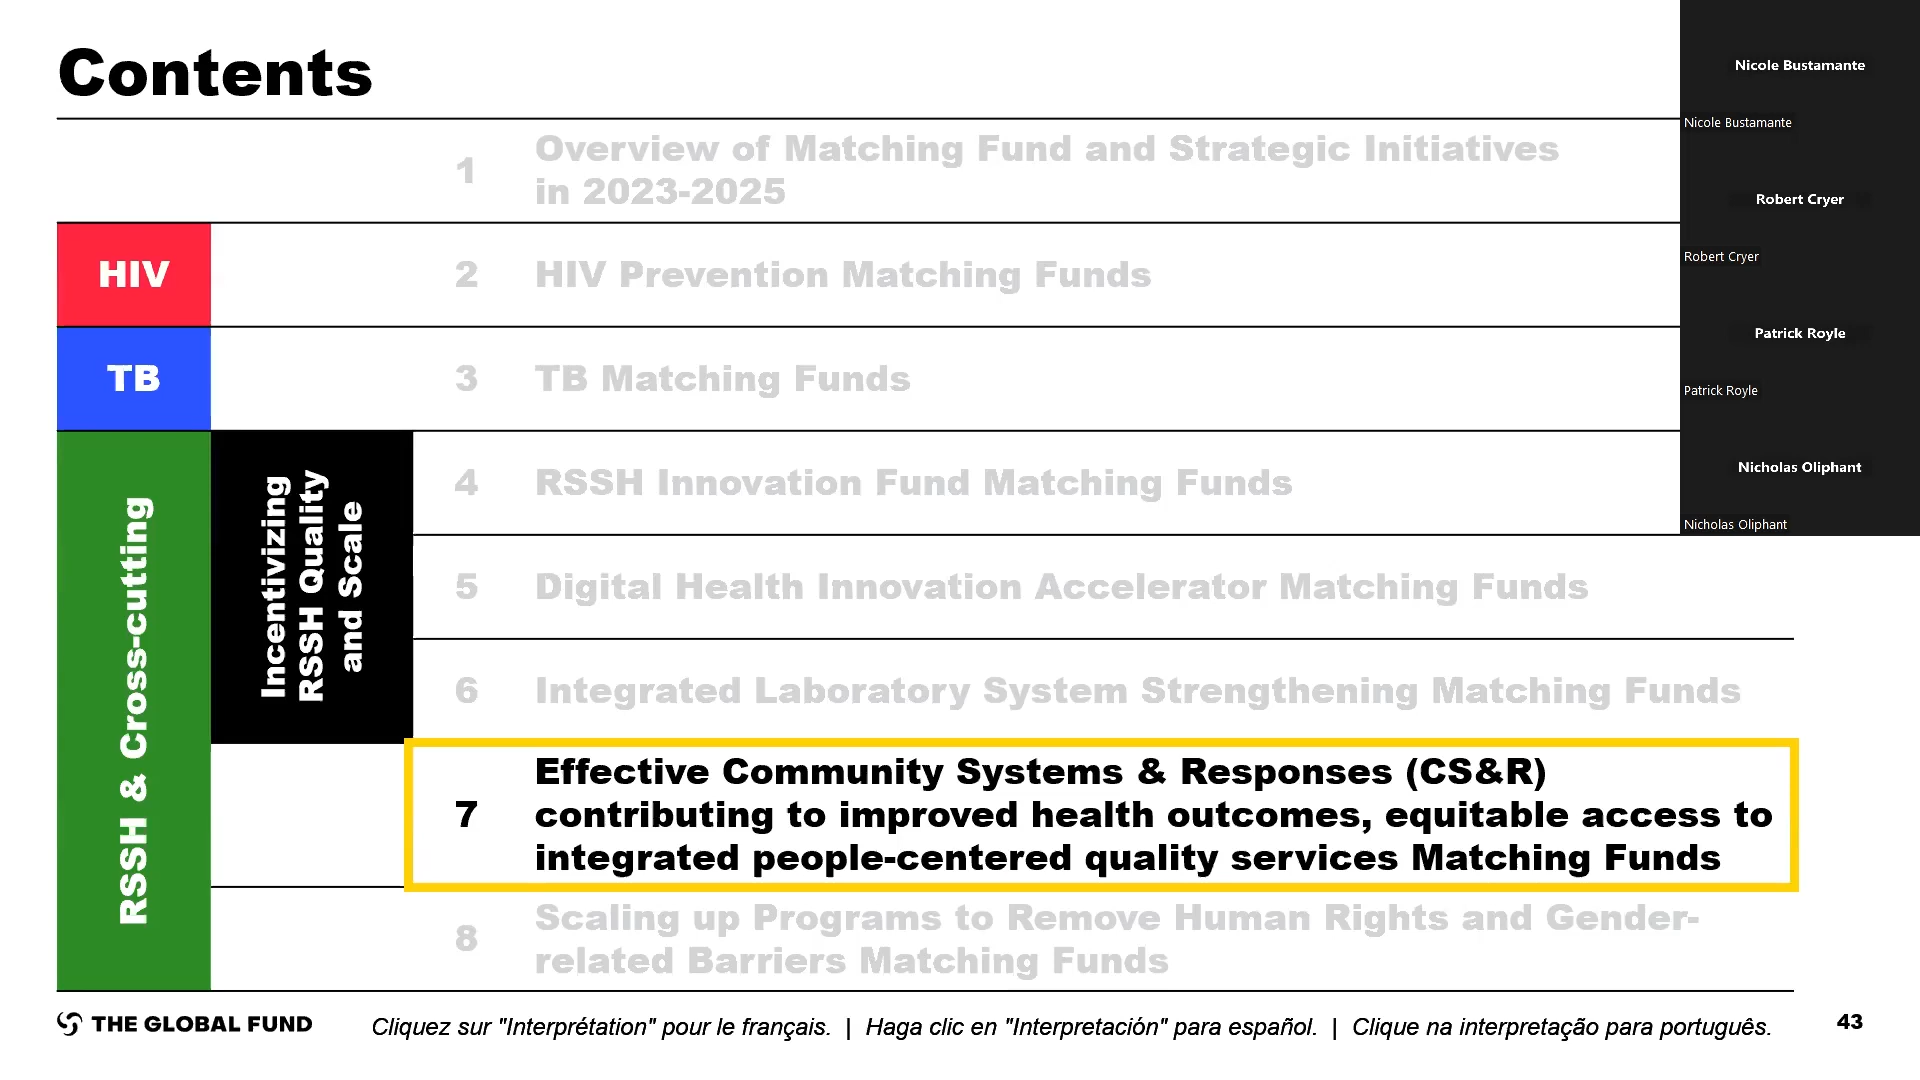 Contents
1
Overview of Matching Fund and Strategic Initiatives
in 2023-2025
HIV
2
HIV Prevention Matching Funds
TB
3
TB Matching Funds
RSSH & Cross-cutting
Incentivizing
RSSH Quality
and Scale
4
RSSH Innovation Fund Matching Funds
5
Digital Health Innovation Accelerator Matching Funds
6
Integrated Laboratory System Strengthening Matching Funds
7
Effective Community Systems & Responses (CS&R)
contributing to improved health outcomes, equitable access to
integrated people-centered quality services Matching Funds
8
Scaling up Programs to Remove Human Rights and Gender-
related Barriers Matching Funds
THE GLOBAL FUND
Cliquez sur "Interprétation" pour le français. | Haga clic en "Interpretación" para español. | Clique na interpretação para português.
43
Nicole Bustamante
Nicole Bustamante
Robert Cryer
Robert Cryer
Patrick Royle
Patrick Royle
Nicholas Oliphant
Nicholas Oliphant